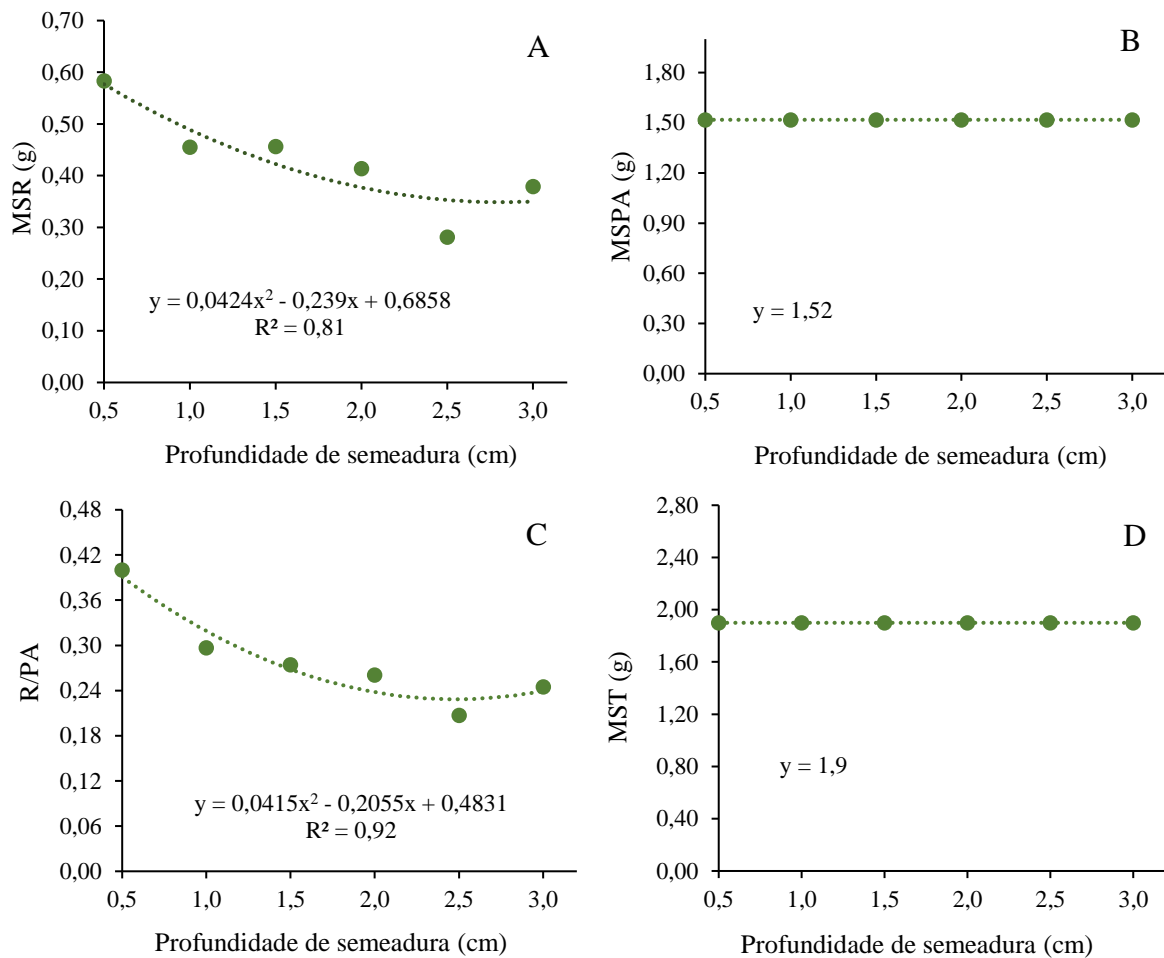 A
MSR (g)
0,70
0,60
0,50
0,40
0,30
0,20
0,10
0,00
y = 0,0424x² - 0,239x + 0,6858
R² = 0,81
0,5 1,0 1,5 2,0 2,5 3,0
Profundidade de semeadura (cm)
B
MSPA (g)
1,80
1,50
1,20
0,90
0,60
0,30
0,00
y = 1,52
0,5 1,0 1,5 2,0 2,5 3,0
Profundidade de semeadura (cm)
C
R/PA
0,48
0,42
0,36
0,30
0,24
0,18
0,12
0,06
0,00
y = 0,0415x² - 0,2055x + 0,4831
R² = 0,92
0,5 1,0 1,5 2,0 2,5 3,0
Profundidade de semeadura (cm)
D
MST (g)
2,80
2,40
2,00
1,60
1,20
0,80
0,40
0,00
y = 1,9
0,5 1,0 1,5 2,0 2,5 3,0
Profundidade de semeadura (cm)